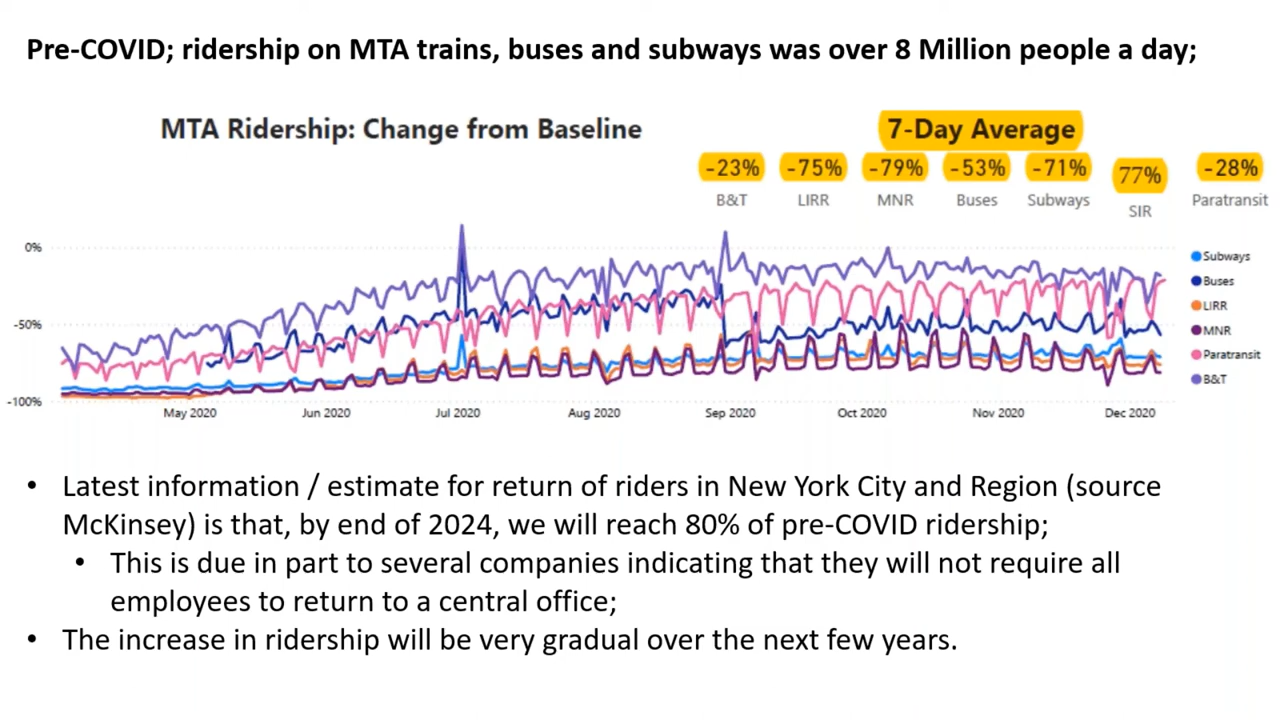 Pre-COVID; ridership on MTA trains, buses and subways was over 8 Million people a day;
MTA Ridership: Change from Baseline
7-Day Average
-23% -75% -79% -53% -71% 77% -28%
B&T LIRR MNR Buses Subways SIR Paratransit
0%
-50%
-100%
Subways
Buses
LIRR
MNR
Paratransit
B&T
May 2020 Jun 2020 Jul 2020 Aug 2020 Sep 2020 Oct 2020 Nov 2020 Dec 2020
• Latest information / estimate for return of riders in New York City and Region (source
McKinsey) is that, by end of 2024, we will reach 80% of pre-COVID ridership;
• This is due in part to several companies indicating that they will not require all
employees to return to a central office;
• The increase in ridership will be very gradual over the next few years.